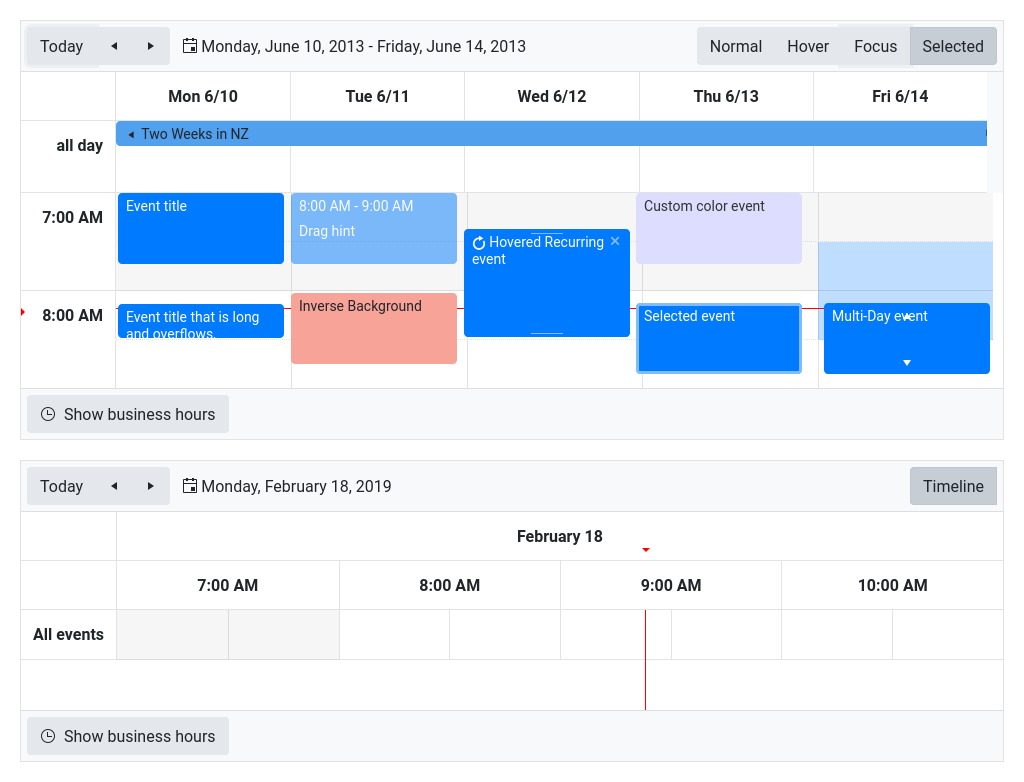 Today
Monday, June 10, 2013 - Friday, June 14, 2013
Normal
Hover
Focus
Selected
Mon 6/10
Tue 6/11
Wed 6/12
Thu 6/13
Fri 6/14
all day
Two Weeks in NZ
7:00 AM
Event title
8:00 AM - 9:00 AM
Drag hint
Hovered Recurring
event
Custom color event
8:00 AM
Event title that is long
and overflows.
Inverse Background
Selected event
Multi-Day event
Show business hours
Today
Monday, February 18, 2019
Timeline
February 18
7:00 AM
8:00 AM
9:00 AM
10:00 AM
All events
Show business hours